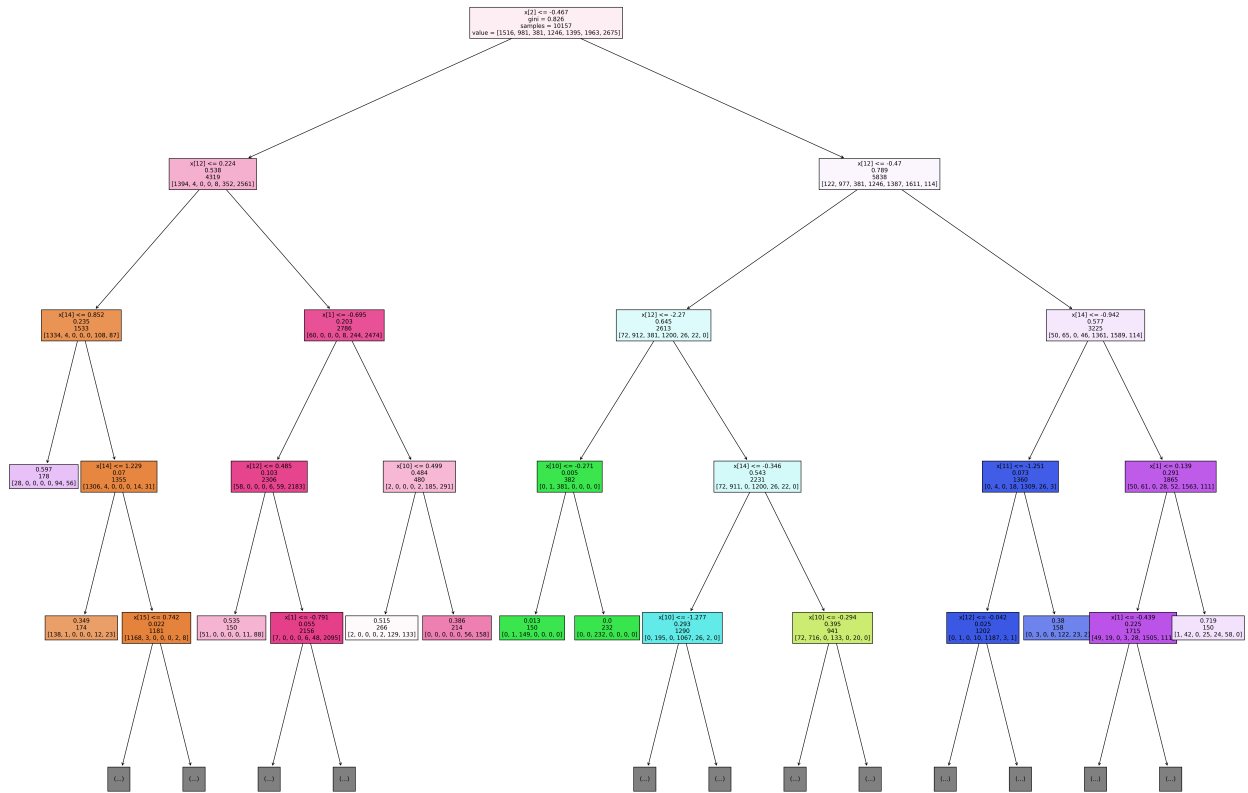 x[2] <= -0.467
gini = 0.826
samples = 10157
value = [1516, 981, 381, 1246, 1395, 1963, 2675]
x[12] <= 0.224
0.538
4319
[1394, 4, 0, 0, 8, 352, 2561]
x[12] <= -0.47
0.789
5838
[122, 977, 381, 1246, 1387, 1611, 114]
x[14] <= 0.852
0.235
1533
[1334, 4, 0, 0, 0, 108, 87]
x[1] <= -0.695
0.203
2786
[60, 0, 0, 0, 8, 244, 2474]
x[12] <= -2.27
0.645
2613
[72, 912, 381, 1200, 26, 22, 0]
x[14] <= -0.942
0.577
3225
[50, 65, 0, 46, 1361, 1589, 114]
0.597
178
[28, 0, 0, 0, 0, 94, 56]
x[14] <= 1.229
0.07
1355
[1306, 4, 0, 0, 0, 14, 31]
x[12] <= 0.485
0.103
2306
[58, 0, 0, 0, 6, 59, 2183]
x[10] <= 0.499
0.484
480
[2, 0, 0, 0, 2, 185, 291]
x[10] <= -0.271
0.005
382
[0, 1, 381, 0, 0, 0, 0]
x[14] <= -0.346
0.543
2231
[72, 911, 0, 1200, 26, 22, 0]
x[11] <= -1.251
0.073
1360
[0, 4, 0, 18, 1309, 26, 3]
x[1] <= 0.139
0.291
1865
[50, 61, 0, 28, 52, 1563, 111]
0.349
174
[138, 1, 0, 0, 0, 12, 23]
x[15] <= 0.742
0.022
1181
[1168, 3, 0, 0, 0, 2, 8]
0.535
150
[51, 0, 0, 0, 0, 11, 88]
x[1] <= -0.791
0.055
2156
[7, 0, 0, 0, 6, 48, 2095]
0.515
266
[2, 0, 0, 0, 2, 129, 133]
0.386
214
[0, 0, 0, 0, 0, 56, 158]
0.013
150
[0, 1, 149, 0, 0, 0, 0]
0.0
232
[0, 0, 232, 0, 0, 0, 0]
x[10] <= -1.277
0.293
1290
[0, 195, 0, 1067, 26, 2, 0]
x[10] <= -0.294
0.395
941
[72, 716, 0, 133, 0, 20, 0]
x[12] <= -0.042
0.025
1202
[0, 1, 0, 10, 1187, 3, 1]
0.38
158
[0, 3, 0, 8, 122, 23,
x[1] <= -0.439
0.225
1715
[49, 19, 0, 3, 28, 1505,
0.719
150
[1, 42, 0, 25, 24, 58, 0]
(...)
(...)
(...)
(...)
(...)
(...)
(...)
(...)
(...)
(...)
(...)
(...)